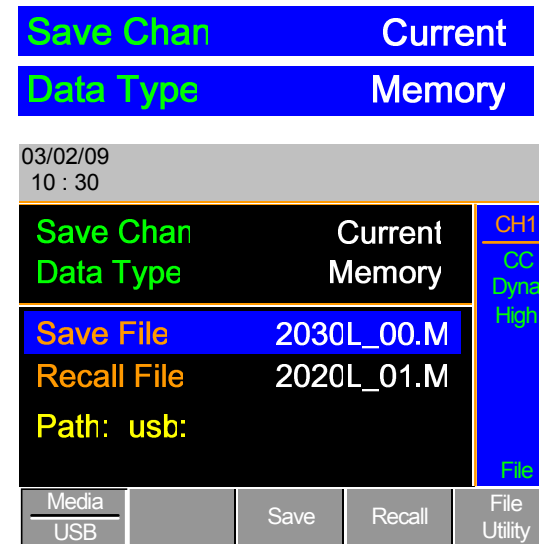 Save Chan Current
Data Type Memory
03/02/09
10 : 30
Save Chan Current
Data Type Memory
CH1
CC
Dyna
High
Save File 2030L_00.M
Recall File 2020L_01.M
Path: usb:
File
Media
USB
Save
Recall
File
Utility